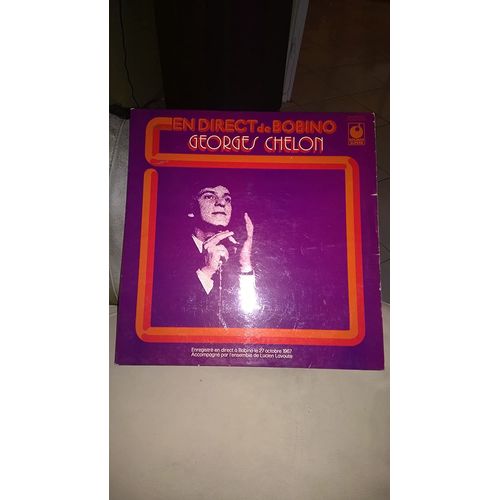 EN DIRECT de BOBINO
GEORGES CHELON
Enregistré en direct à Bobino le 27 octobre 1967
Accompagné par l'ensemble de Lucien Lavoute